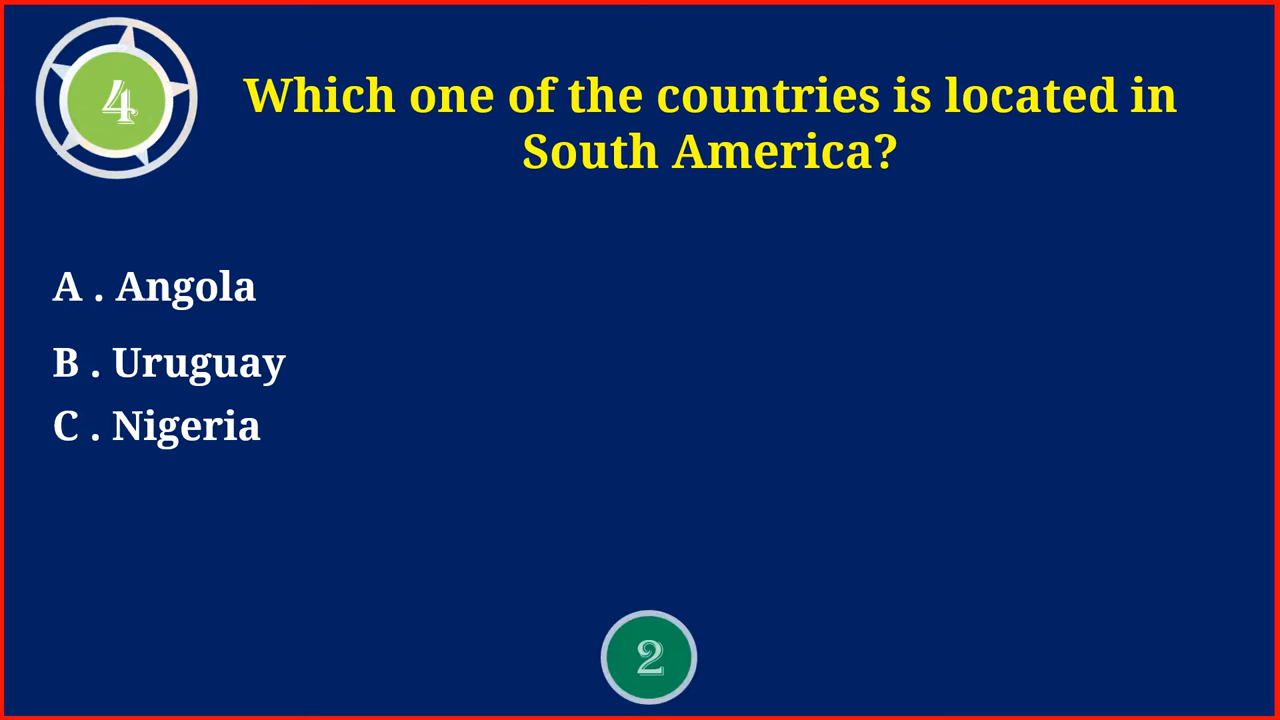 4
Which one of the countries is located in
South America?
A . Angola
B . Uruguay
C . Nigeria
2